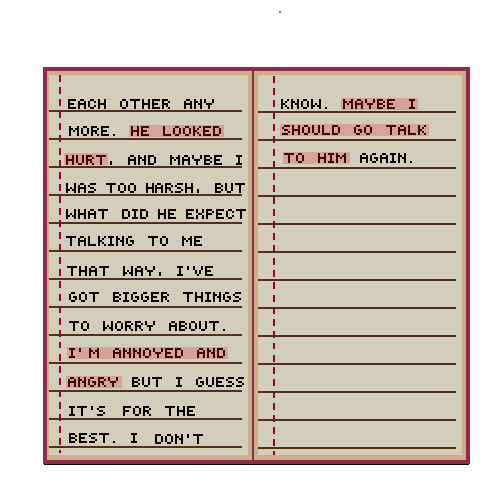 EACH OTHER ANY
MORE. HE LOOKED
HURT, AND MAYBE I
WAS TOO HARSH, BUT
WHAT DID HE EXPECT
TALKING TO ME
THAT WAY, I'VE
GOT BIGGER THINGS
TO WORRY ABOUT.
I'M ANNOYED AND
ANGRY BUT I GUESS
IT'S FOR THE
BEST. I DON'T
KNOW. MAYBE I
SHOULD GO TALK
TO HIM AGAIN.